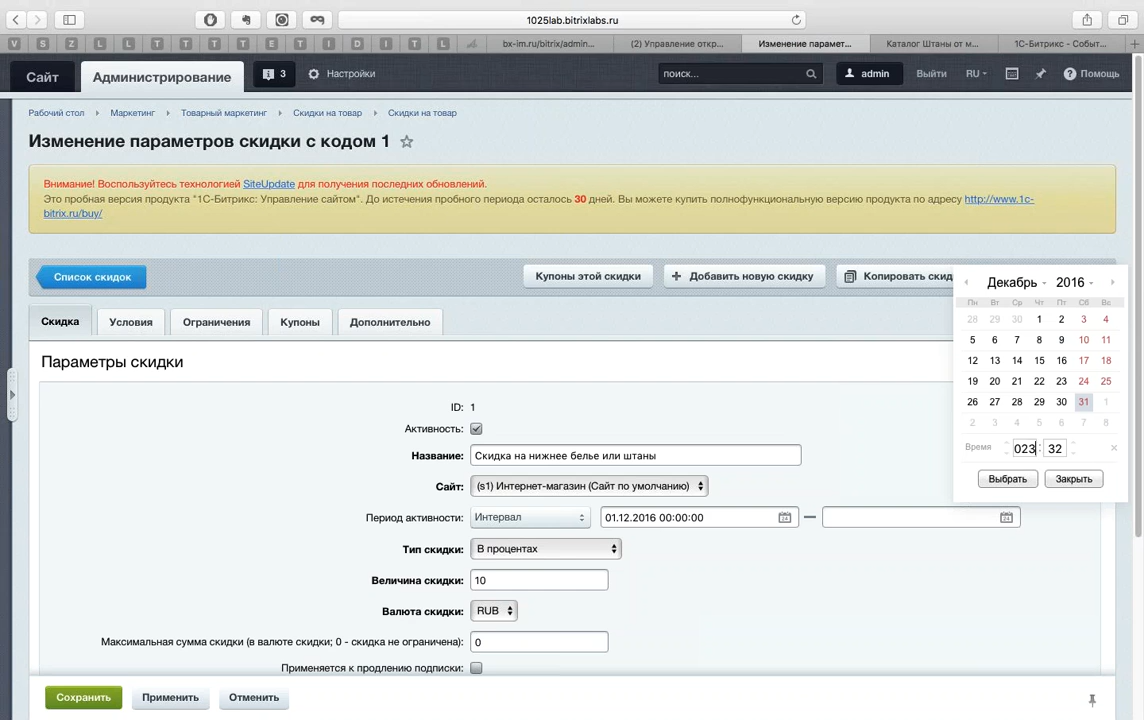 1025lab.bitrixlabs.ru
V S Z L L T T T T E T I D I T L
bx-im.ru/bitrix/admin...
(2) Управление откр...
Изменение парамет...
Каталог Штаны от м...
1С-Битрикс - Событ...
Сайт
Администрирование
3
Настройки
поиск...
admin
Выйти
RU
Помощь
Рабочий стол
Маркетинг
Товарный маркетинг
Скидки на товар
Скидки на товар
Изменение параметров скидки с кодом 1
Внимание! Воспользуйтесь технологией SiteUpdate для получения последних обновлений.
Это пробная версия продукта "1С-Битрикс: Управление сайтом". До истечения пробного периода осталось 30 дней. Вы можете купить полнофункциональную версию продукта по адресу http://www.1c-
bitrix.ru/buy/
Список скидок
Купоны этой скидки
Добавить новую скидку
Копировать скид
Скидка
Условия
Ограничения
Купоны
Дополнительно
Параметры скидки
ID: 1
Активность:
Название: Скидка на нижнее белье или штаны
Сайт: (s1) Интернет-магазин (Сайт по умолчанию)
Период активности: Интервал 01.12.2016 00:00:00 —
Тип скидки: В процентах
Величина скидки: 10
Валюта скидки: RUB
Максимальная сумма скидки (в валюте скидки; 0 - скидка не ограничена): 0
Применяется к продлению подписки:
Сохранить
Применить
Отменить
Декабрь 2016
Пн Вт Ср Чт Пт Сб Вс
28 29 30 1 2 3 4
5 6 7 8 9 10 11
12 13 14 15 16 17 18
19 20 21 22 23 24 25
26 27 28 29 30 31 1
2 3 4 5 6 7 8
Время 023 : 32
Выбрать
Закрыть